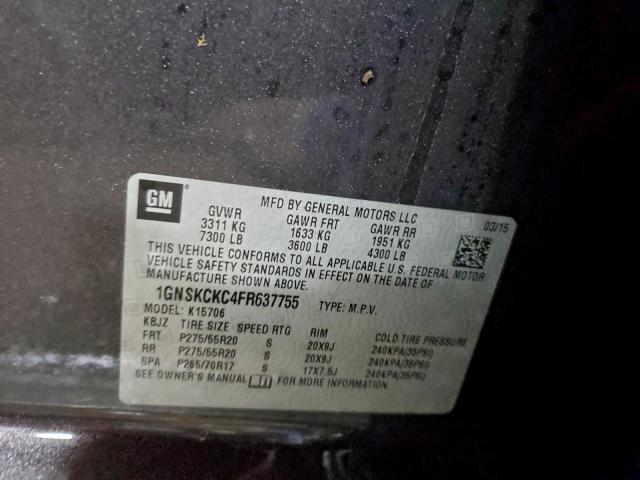 GM
MFD BY GENERAL MOTORS LLC
03/15
GVWR GAWR FRT GAWR RR
3311 KG 1633 KG 1951 KG
7300 LB 3600 LB 4300 LB
THIS VEHICLE CONFORMS TO ALL APPLICABLE U.S. FEDERAL MOTOR
VEHICLE SAFETY STANDARDS IN EFFECT ON THE DATE OF
MANUFACTURE SHOWN ABOVE.
1GNSKCKC4FR637755 TYPE: M.P.V.
MODEL: K15706
KBJZ TIRE SIZE SPEED RTG RIM COLD TIRE PRESSURE
FRT P275/55R20 S 20X9J 240KPA(35PSI)
RR P275/55R20 S 20X9J 240KPA(35PSI)
SPA P265/70R17 S 17X7.5J 240KPA(35PSI)
SEE OWNER'S MANUAL FOR MORE INFORMATION.